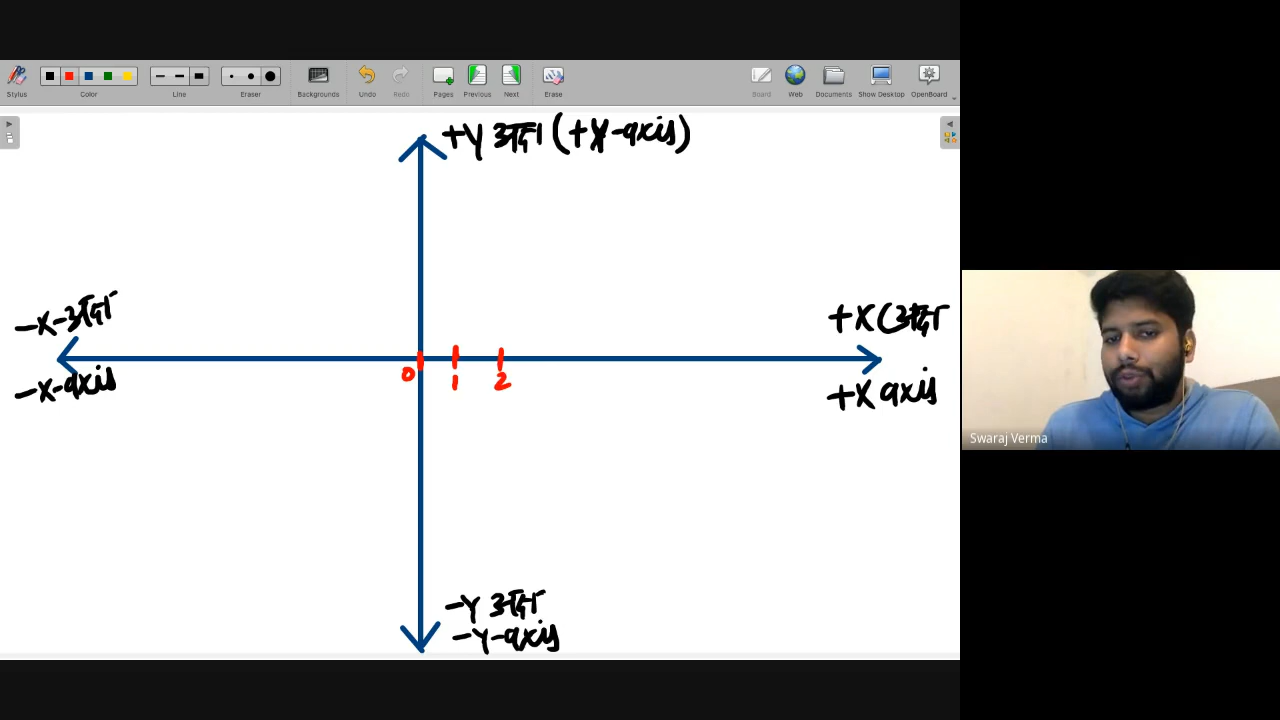 Stylus Color Line Eraser Backgrounds Undo Redo Pages Previous Next Erase Board Web Documents Show Desktop OpenBoard
+Y अक्ष (+Y-axis)
-X-अक्ष
-X-axis
+X (अक्ष
+X axis
0 1 2
-Y अक्ष
-Y-axis
Swaraj Verma